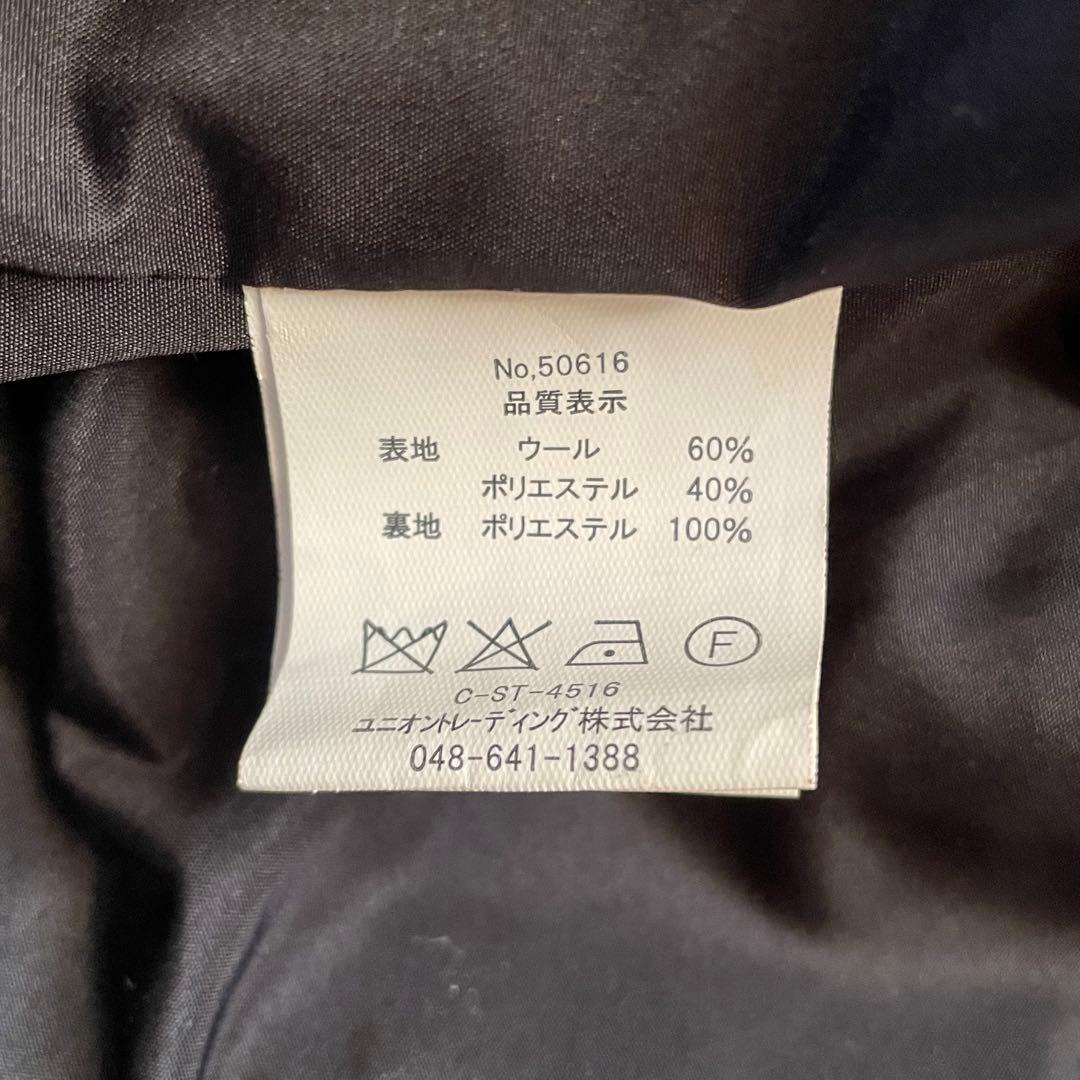 No,50616
品質表示
表地 ウール 60%
ポリエステル 40%
裏地 ポリエステル 100%
F
C-ST-4516
ユニオントレーディング株式会社
048-641-1388